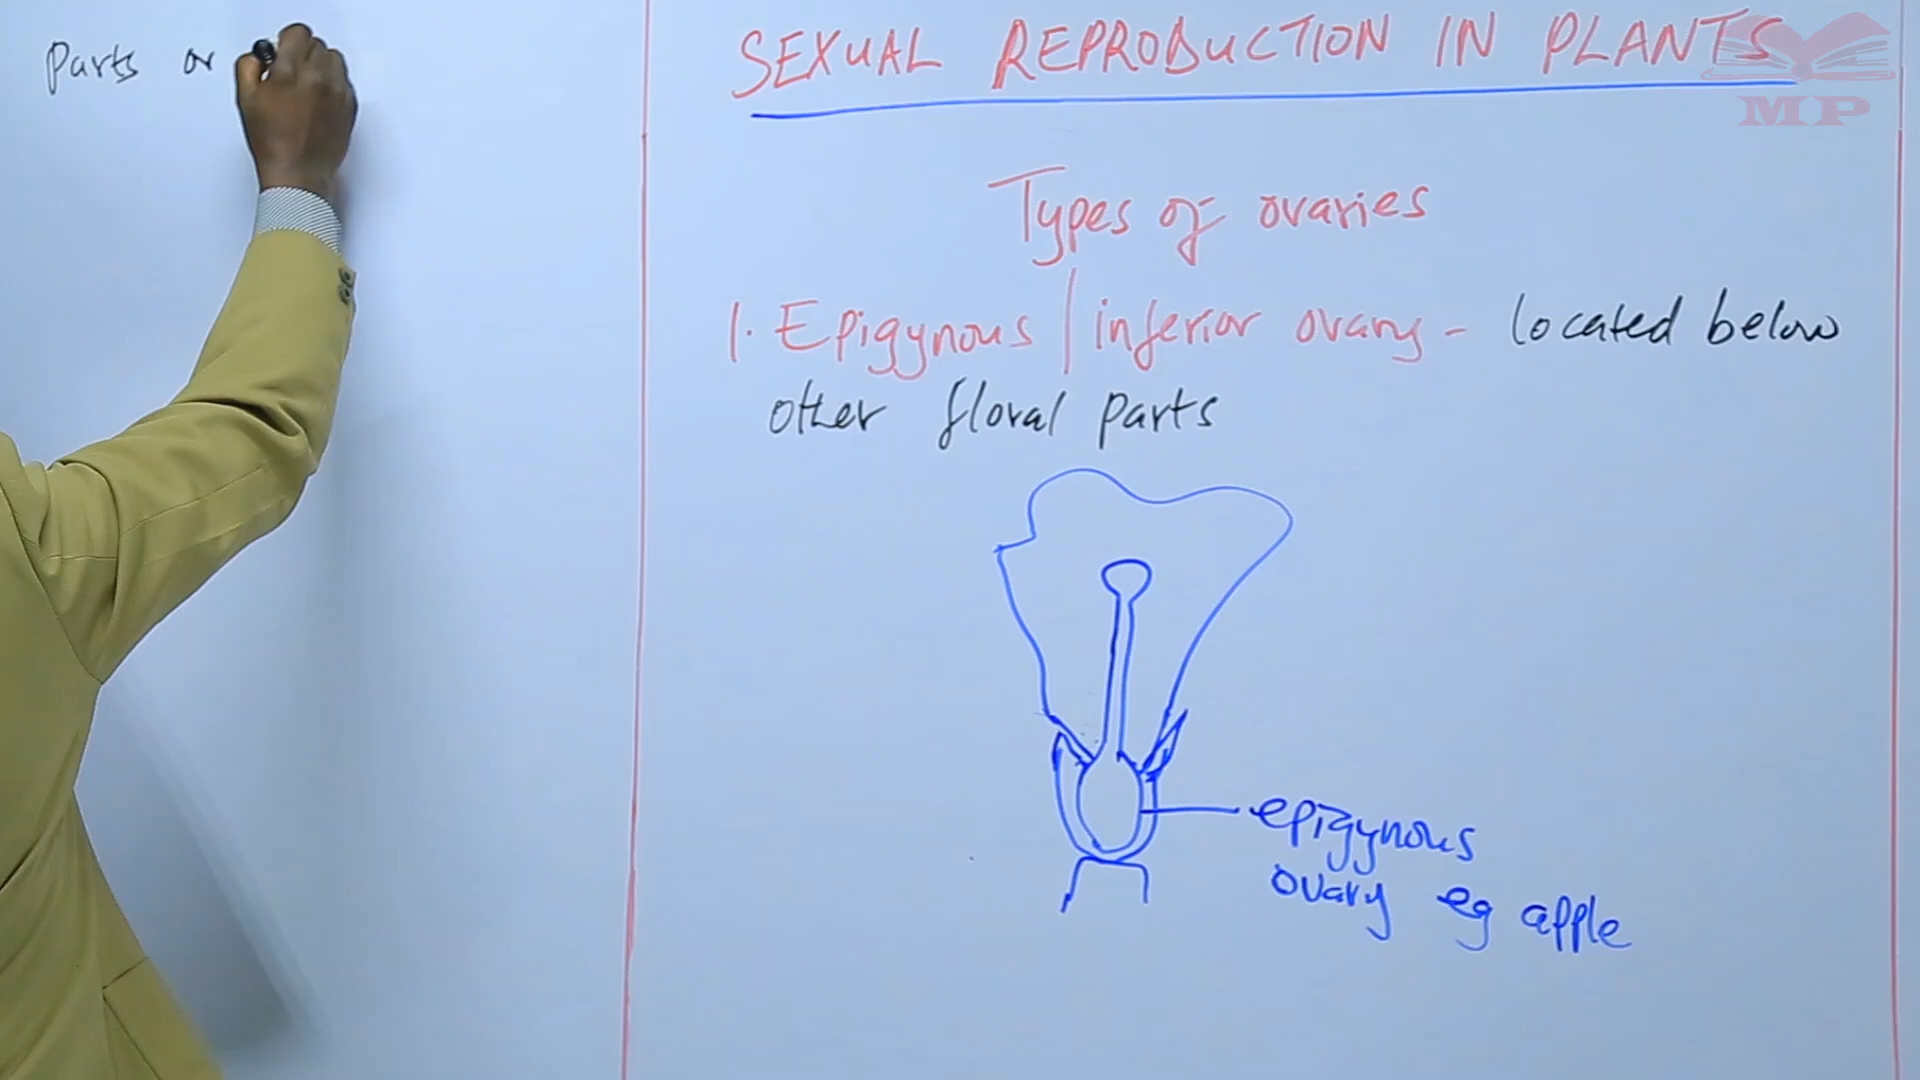 Parts or
SEXUAL REPRODUCTION IN PLANTS
MP
Types of ovaries
1. Epigynous / inferior ovary - located below
other floral parts
epigynous
ovary eg apple